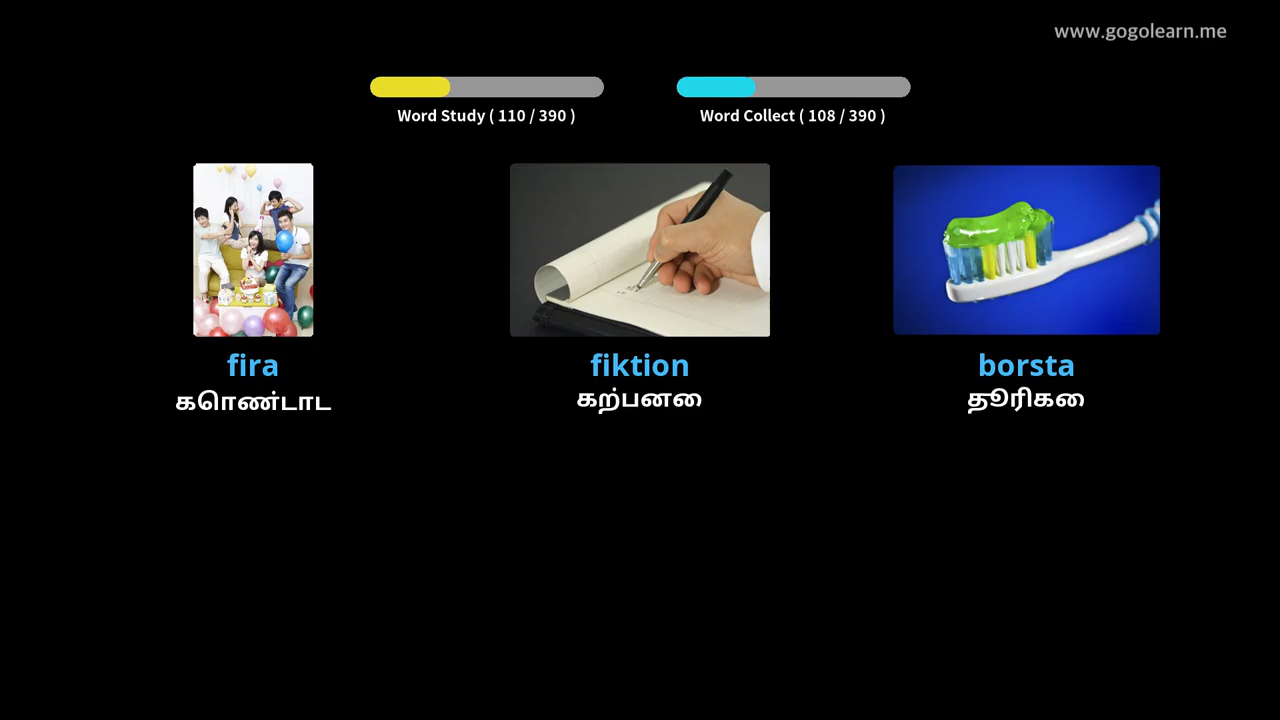 www.gogolearn.me
Word Study ( 110 / 390 )
Word Collect ( 108 / 390 )
fira
fiktion
borsta
கொண்டாட
கற்பனை
தூரிகை